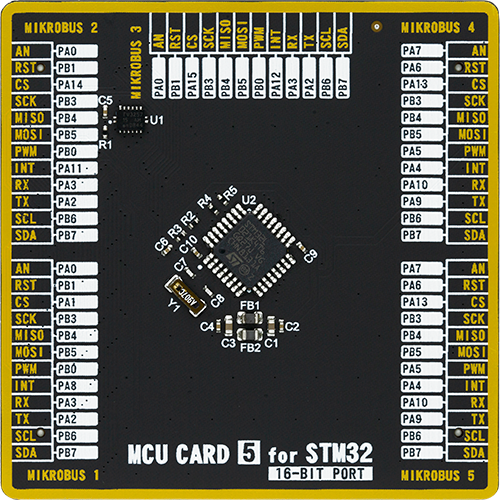 MIKROBUS 2
AN PA0
RST PB1
CS PA14
SCK PB3
MISO PB4
MOSI PB5
PWM PB0
INT PA11
RX PA3
TX PA2
SCL PB6
SDA PB7
MIKROBUS 3
AN PA0
RST PB1
CS PA15
SCK PB3
MISO PB4
MOSI PB5
PWM PB0
INT PA12
RX PA3
TX PA2
SCL PB6
SDA PB7
MIKROBUS 4
PA7 AN
PA6 RST
PA13 CS
PB3 SCK
PB4 MISO
PB5 MOSI
PA5 PWM
PA4 INT
PA10 RX
PA9 TX
PB6 SCL
PB7 SDA
C5
U1
R1
R5
R4
U2
R2
R3
C6
C10
C9
C7
C8
Y1
FB1
C4
C2
C3
FB2
C1
AN PA0
RST PB1
CS PA1
SCK PB3
MISO PB4
MOSI PB5
PWM PB0
INT PA8
RX PA3
TX PA2
SCL PB6
SDA PB7
MIKROBUS 1
PA7 AN
PA6 RST
PA13 CS
PB3 SCK
PB4 MISO
PB5 MOSI
PA5 PWM
PA4 INT
PA10 RX
PA9 TX
PB6 SCL
PB7 SDA
MIKROBUS 5
MCU CARD 5 for STM32
16-BIT PORT